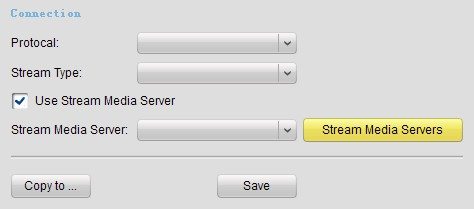 Connection
Protocal:
Stream Type:
Use Stream Media Server
Stream Media Server: Stream Media Servers
Copy to ... Save